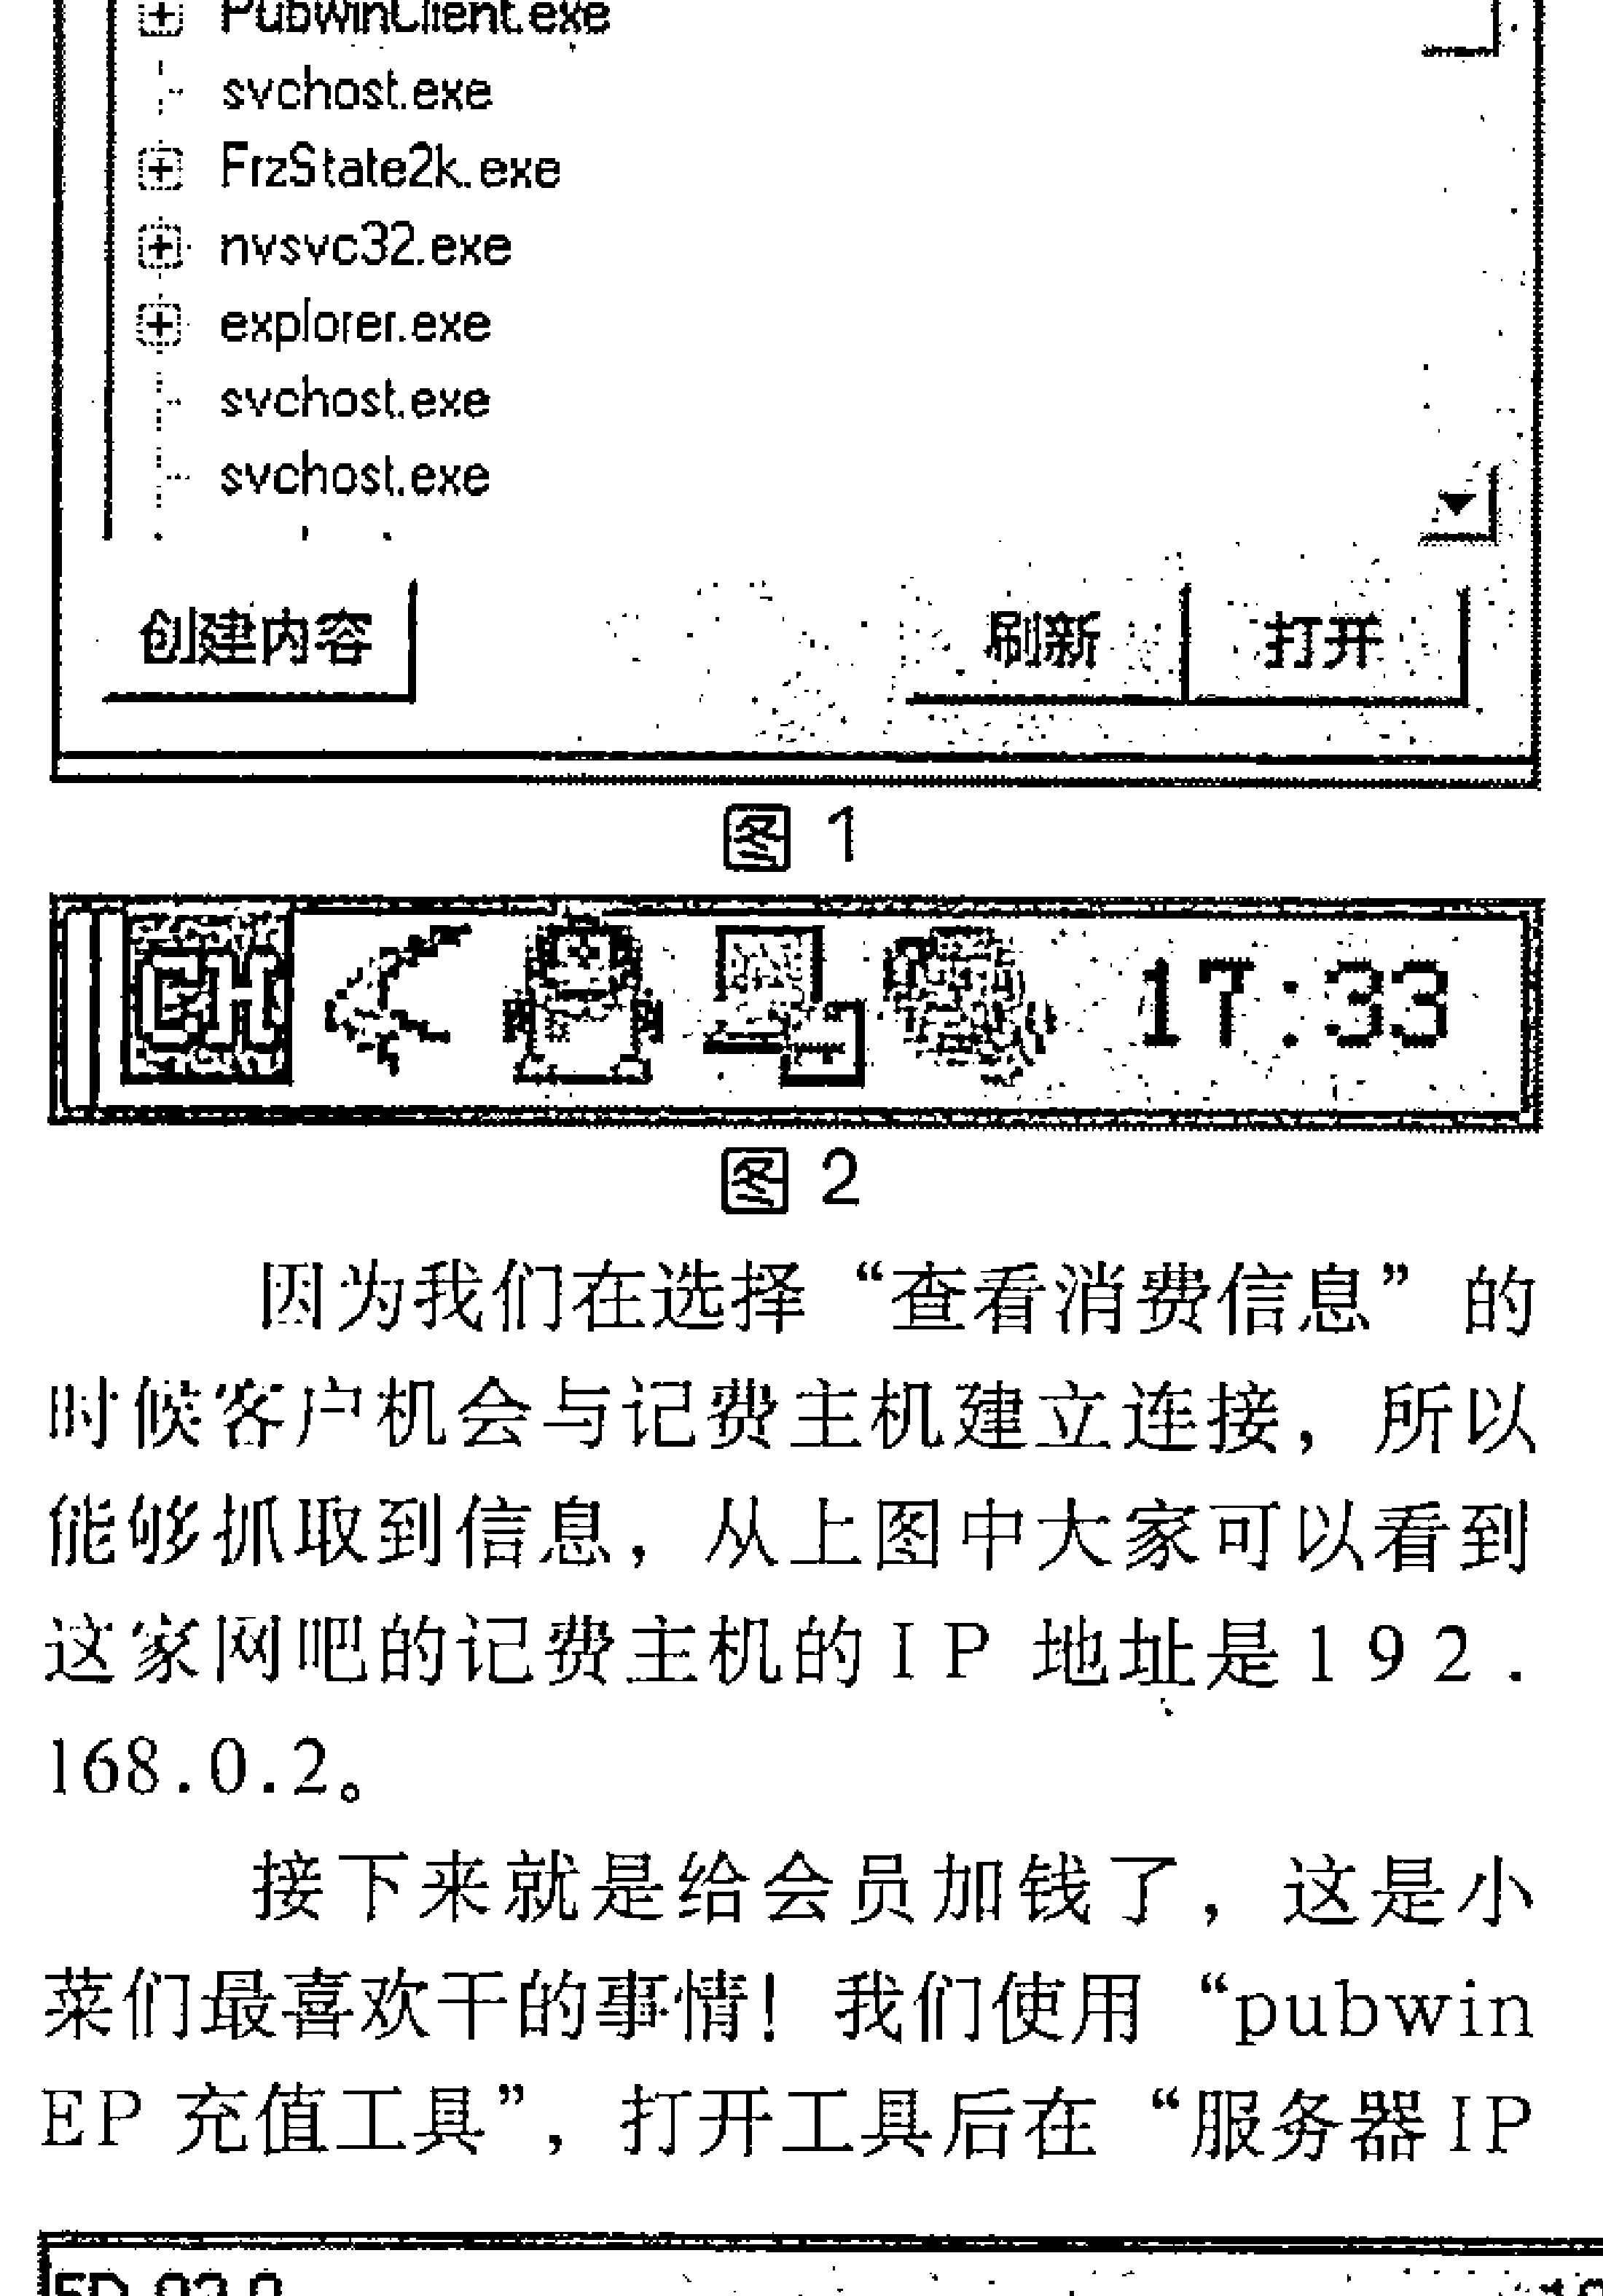 PubwinClient.exe
svchost.exe
FrzState2k.exe
nvsvc32.exe
explorer.exe
svchost.exe
svchost.exe
创建内容 刷新 打开
图 1
CH 17:33
图 2
因为我们在选择“查看消费信息”的
时候客户机会与记费主机建立连接，所以
能够抓取到信息，从上图中大家可以看到
这家网吧的记费主机的IP 地址是192.
168.0.2。
接下来就是给会员加钱了，这是小
菜们最喜欢干的事情！我们使用“pubwin
EP 充值工具”，打开工具后在“服务器IP